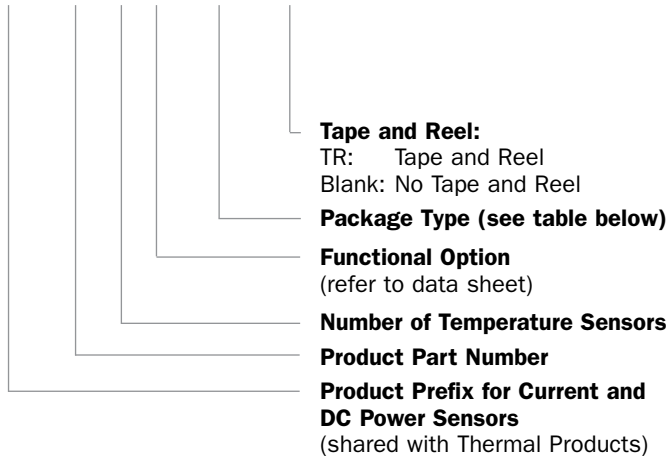 Tape and Reel:
TR: Tape and Reel
Blank: No Tape and Reel
Package Type (see table below)
Functional Option
(refer to data sheet)
Number of Temperature Sensors
Product Part Number
Product Prefix for Current and
DC Power Sensors
(shared with Thermal Products)